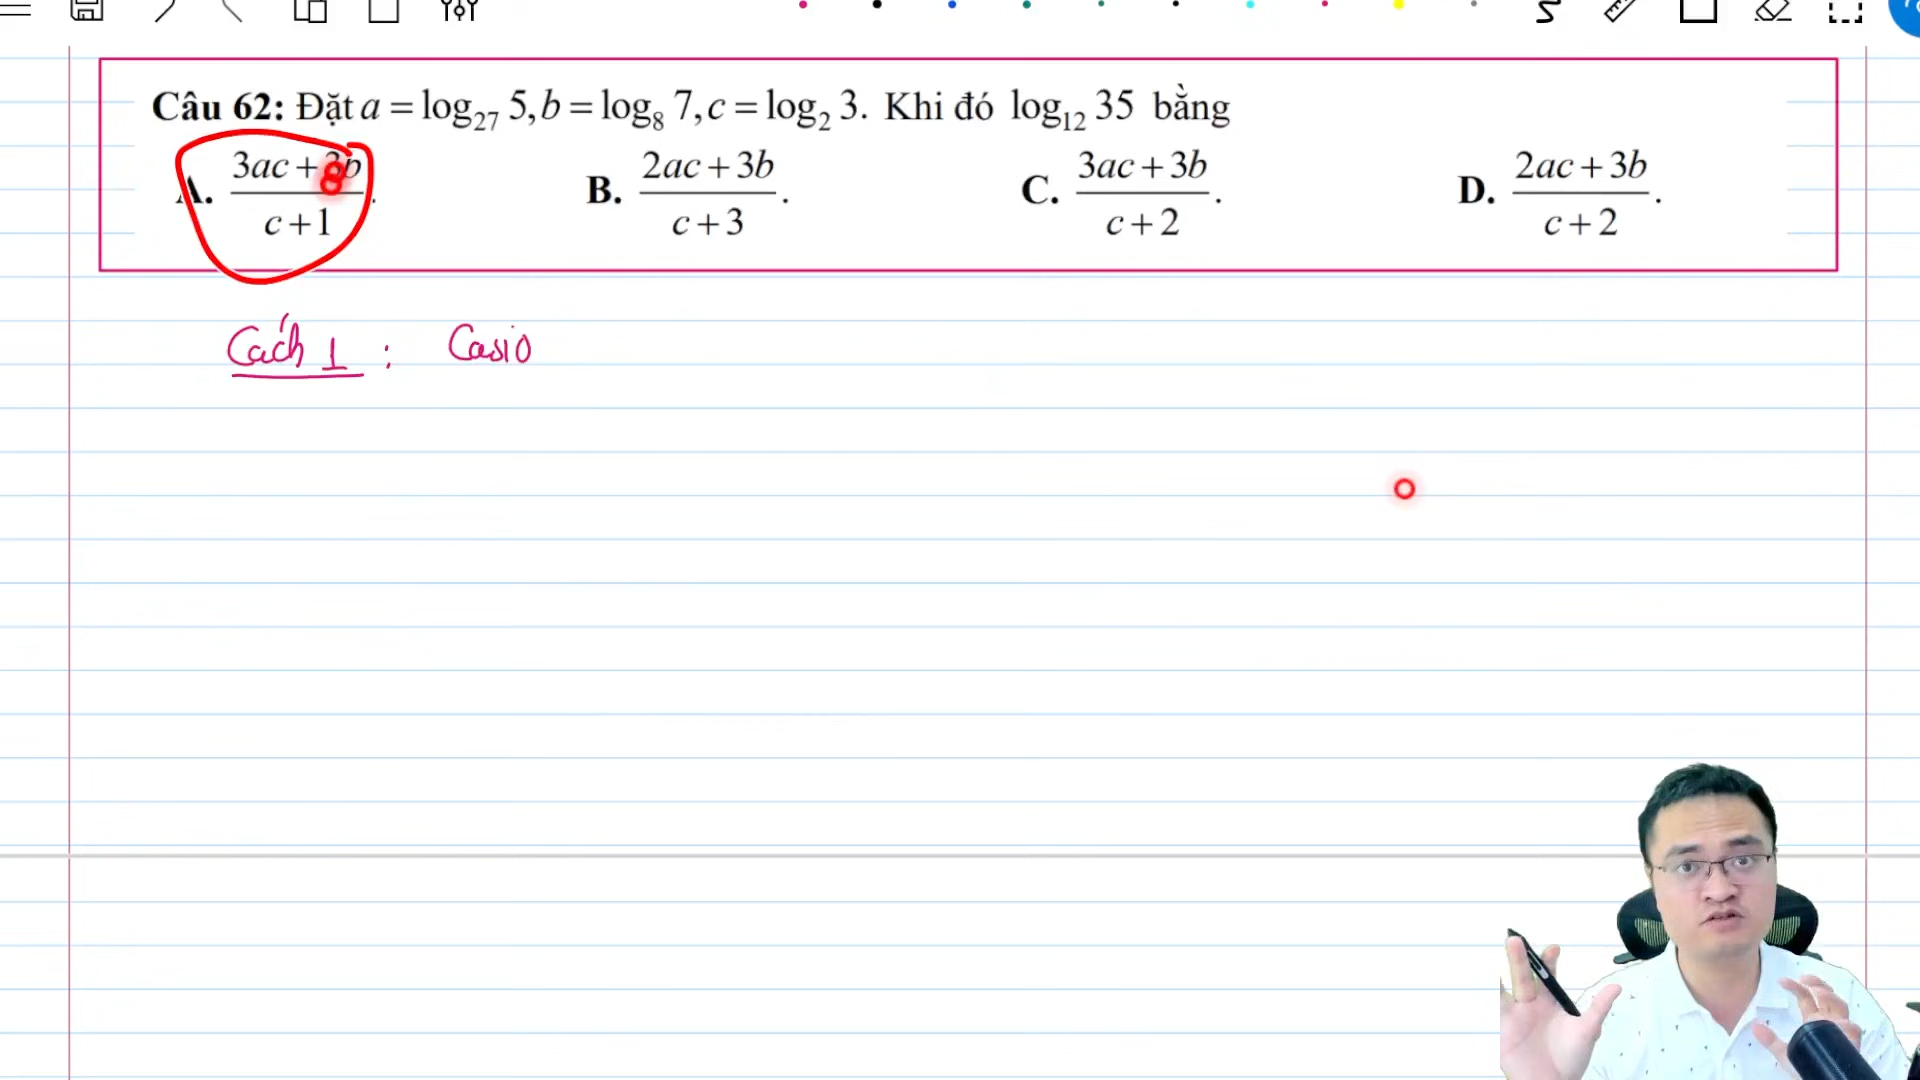 Câu 62: Đặt a = log₂₇ 5, b = log₈ 7, c = log₂ 3. Khi đó log₁₂ 35 bằng
A. (3ac + 3b)/(c + 1). B. (2ac + 3b)/(c + 3). C. (3ac + 3b)/(c + 2). D. (2ac + 3b)/(c + 2).
Cách 1 : Casio